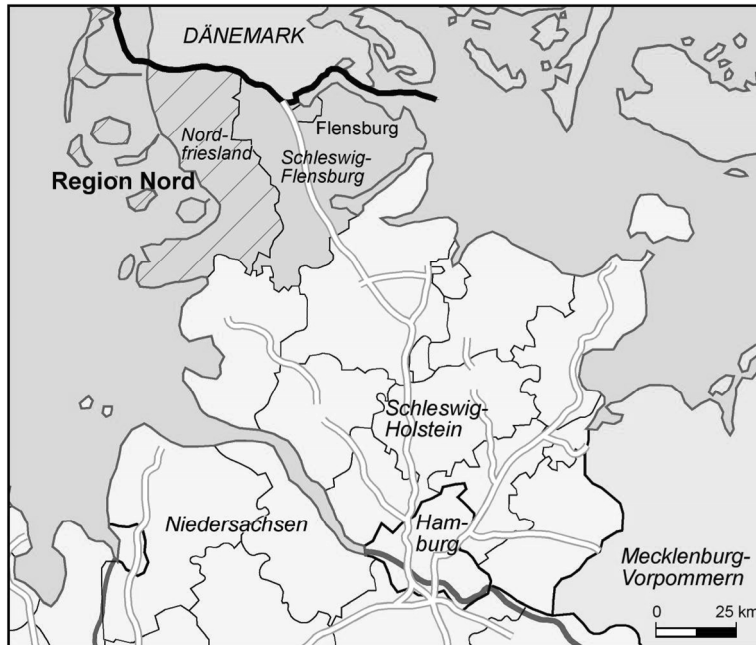 DÄNEMARK
Flensburg
Nord-
friesland
Schleswig-
Flensburg
Region Nord
Schleswig-
Holstein
Niedersachsen
Ham-
burg
Mecklenburg-
Vorpommern
0 25 km